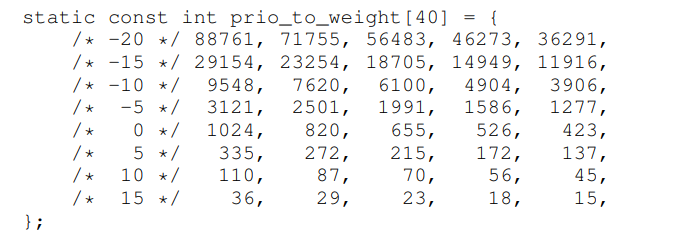 static const int prio_to_weight[40] = {
/* -20 */ 88761, 71755, 56483, 46273, 36291,
/* -15 */ 29154, 23254, 18705, 14949, 11916,
/* -10 */ 9548, 7620, 6100, 4904, 3906,
/* -5 */ 3121, 2501, 1991, 1586, 1277,
/* 0 */ 1024, 820, 655, 526, 423,
/* 5 */ 335, 272, 215, 172, 137,
/* 10 */ 110, 87, 70, 56, 45,
/* 15 */ 36, 29, 23, 18, 15,
};